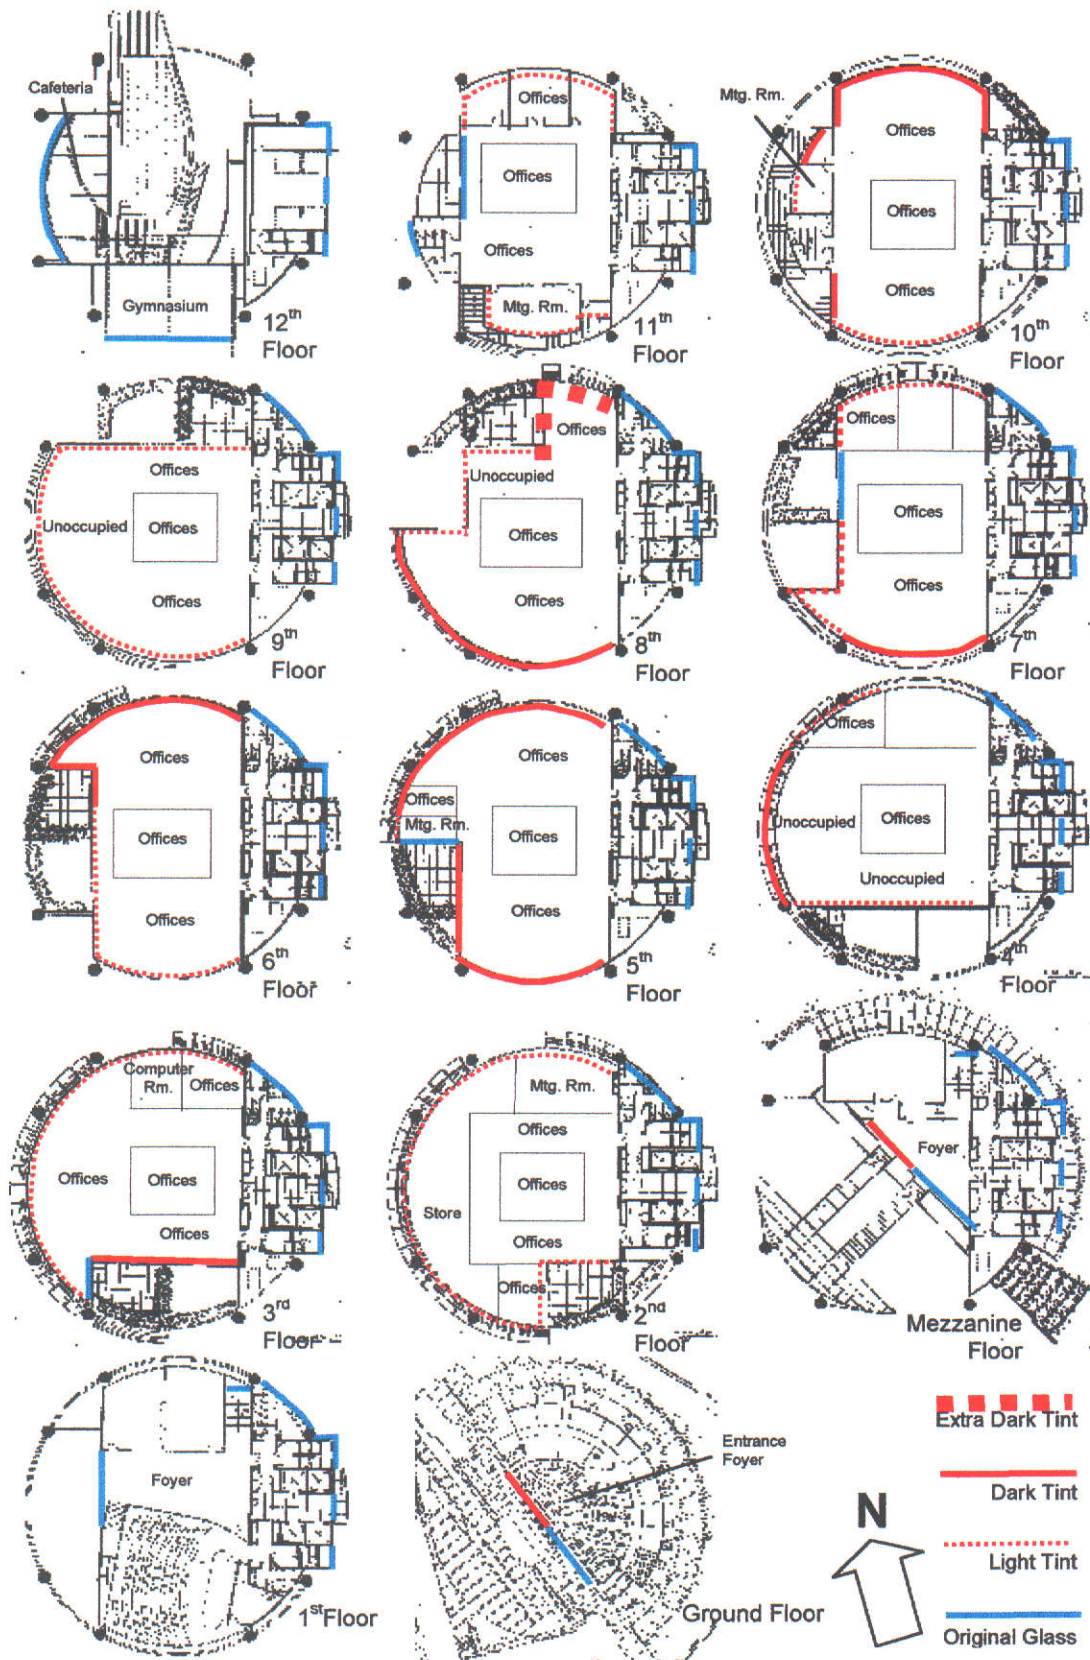 Cafeteria
Gymnasium
12th
Floor
Offices
Offices
Offices
Mtg. Rm.
11th
Floor
Mtg. Rm.
Offices
Offices
Offices
10th
Floor
Offices
Unoccupied
Offices
Offices
9th
Floor
Offices
Unoccupied
Offices
Offices
8th
Floor
Offices
Offices
Offices
7th
Floor
Offices
Offices
Offices
6th
Floor
Offices
Offices
Mtg. Rm.
Offices
Offices
5th
Floor
Offices
Unoccupied
Offices
Unoccupied
4th
Floor
Computer
Rm.
Offices
Offices
Offices
Offices
3rd
Floor
Mtg. Rm.
Offices
Offices
Store
Offices
Offices
2nd
Floor
Foyer
Mezzanine
Floor
Foyer
1st Floor
Entrance
Foyer
Ground Floor
N
Extra Dark Tint
Dark Tint
Light Tint
Original Glass